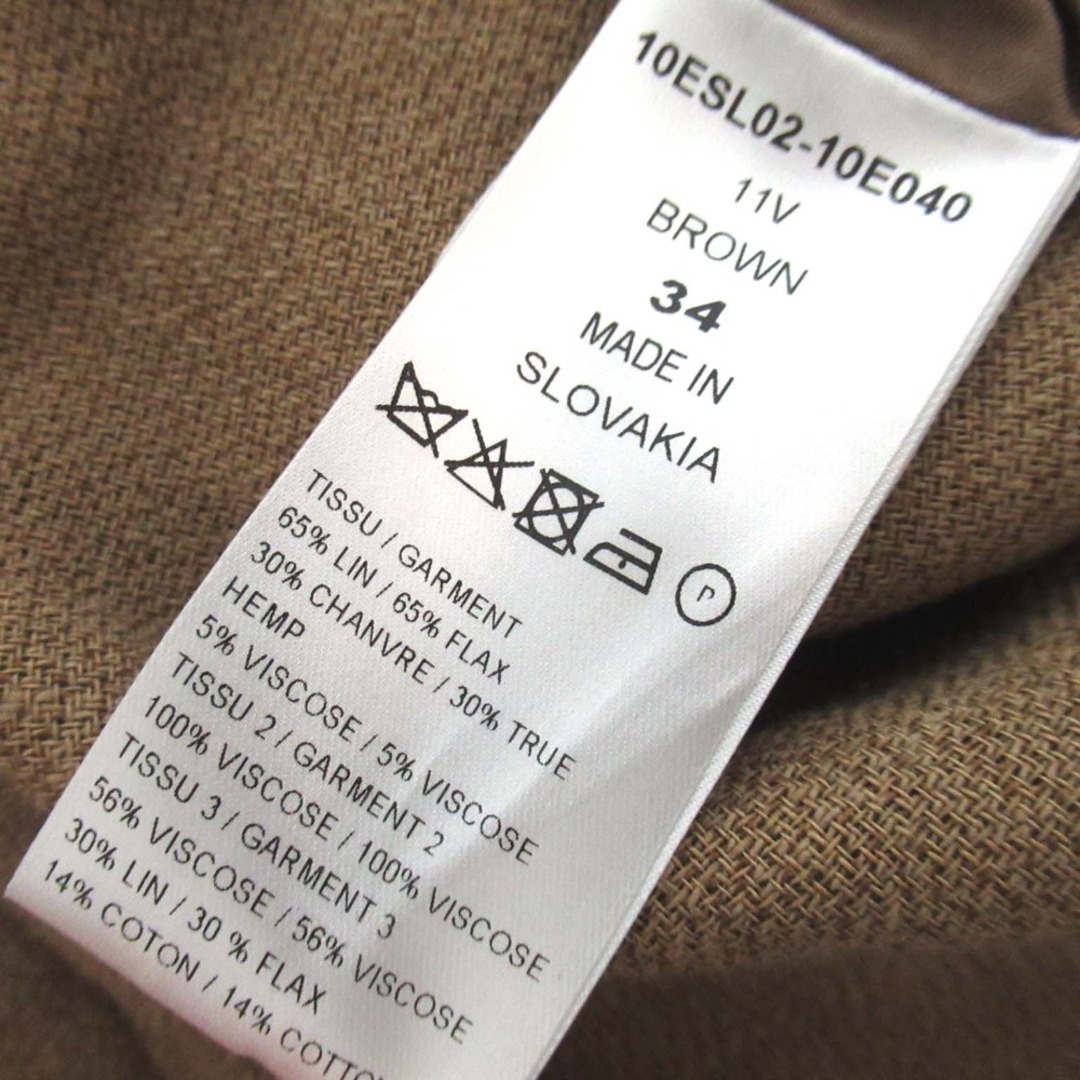 10ESL02-10E040
11V
BROWN
34
MADE IN
SLOVAKIA
P
TISSU / GARMENT
65% LIN / 65% FLAX
30% CHANVRE / 30% TRUE
HEMP
5% VISCOSE / 5% VISCOSE
TISSU 2 / GARMENT 2
100% VISCOSE / 100% VISCOSE
TISSU 3 / GARMENT 3
56% VISCOSE / 56% VISCOSE
30% LIN / 30 % FLAX
14% COTON / 14%